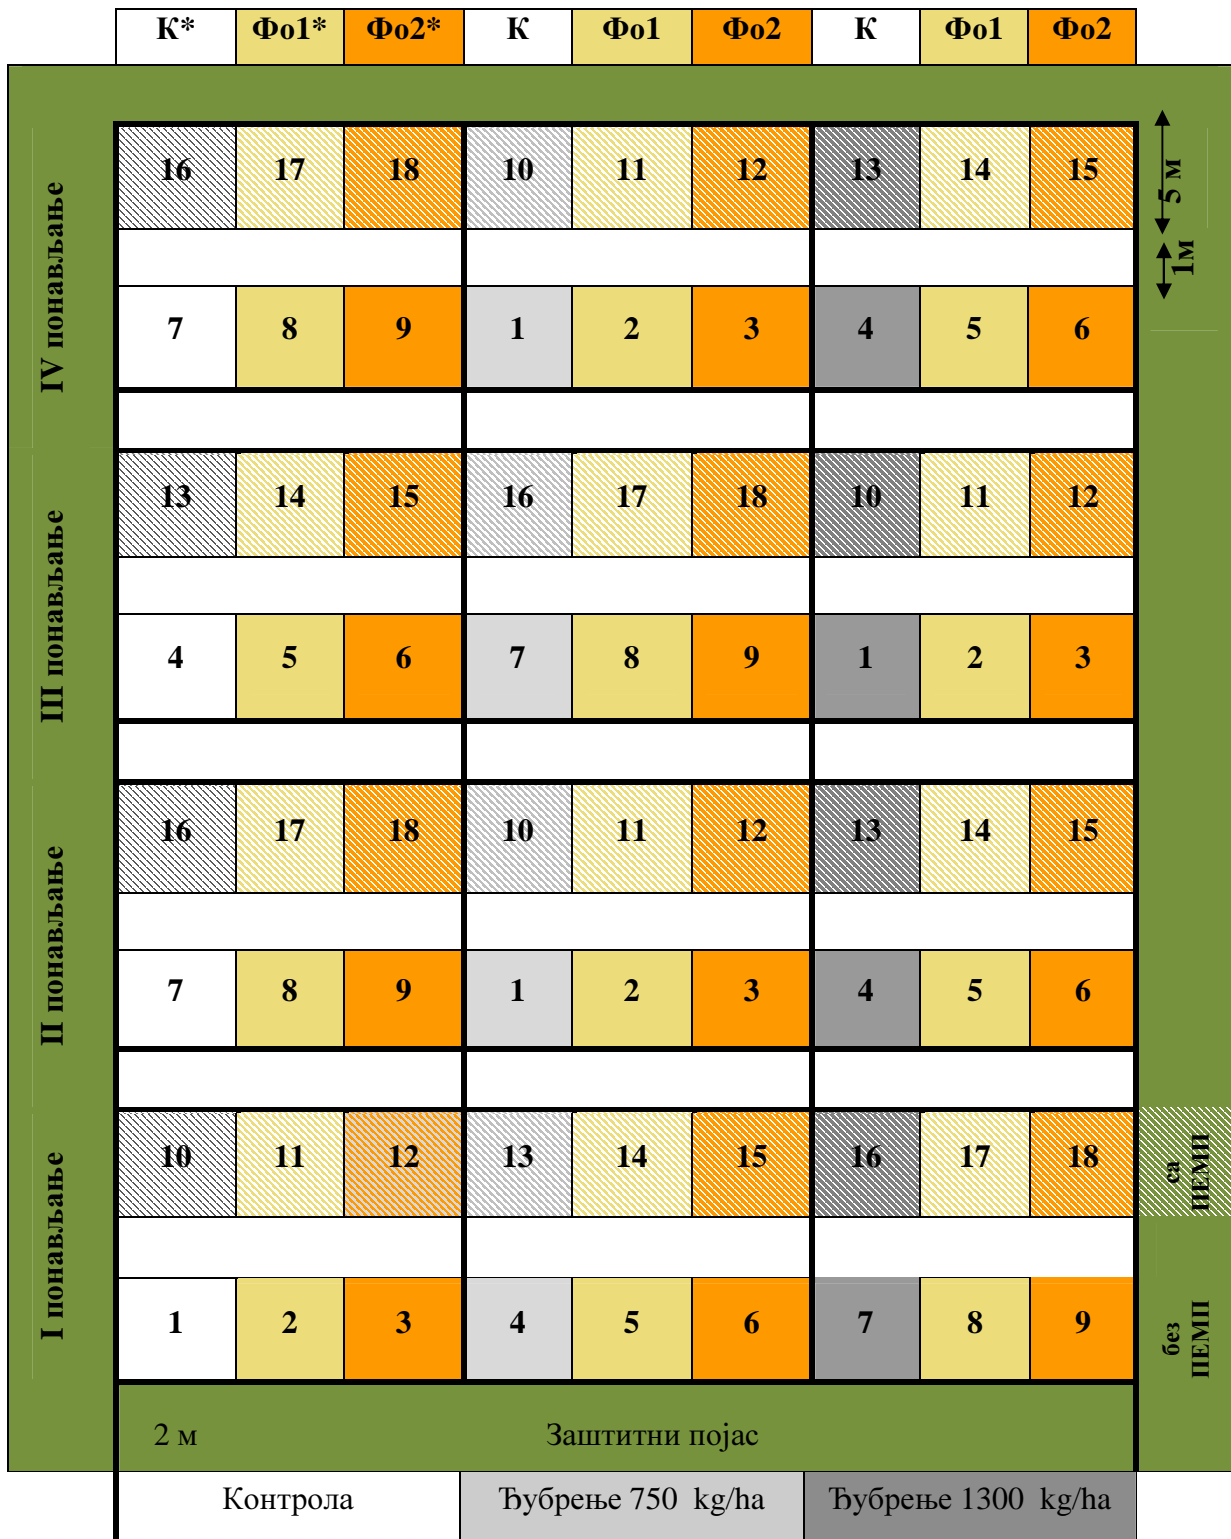 К* Фо1* Фо2* К Фо1 Фо2 К Фо1 Фо2
IV понављање
16 17 18 10 11 12 13 14 15
5 м
1м
7 8 9 1 2 3 4 5 6
III понављање
13 14 15 16 17 18 10 11 12
4 5 6 7 8 9 1 2 3
II понављање
16 17 18 10 11 12 13 14 15
7 8 9 1 2 3 4 5 6
I понављање
10 11 12 13 14 15 16 17 18
са
ПЕМП
1 2 3 4 5 6 7 8 9
без
ПЕМП
2 м Заштитни појас
Контрола Ђубрење 750 kg/ha Ђубрење 1300 kg/ha